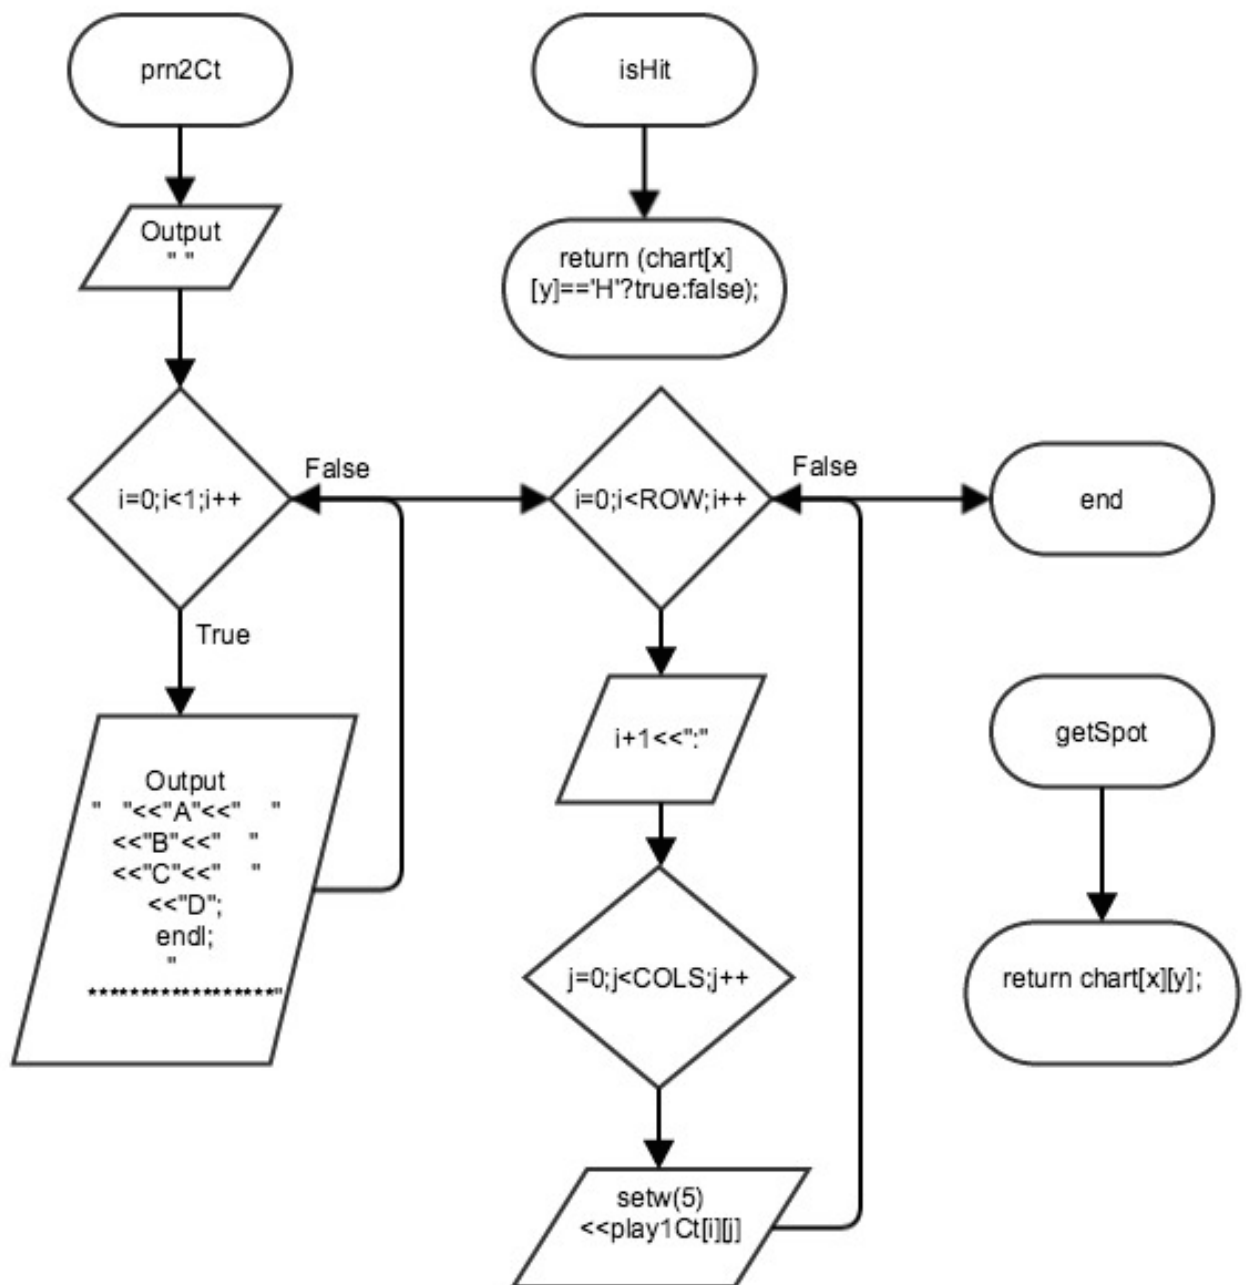 prn2Ct
isHit
Output
" "
return (chart[x]
[y]=='H'?true:false);
i=0;i<1;i++
False
i=0;i<ROW;i++
False
end
True
i+1<<":"
getSpot
Output
"   "<<"A"<<"    "
<<"B"<<"    "
<<"C"<<"    "
<<"D";
endl;
"
******************"
j=0;j<COLS;j++
return chart[x][y];
setw(5)
<<play1Ct[i][j]